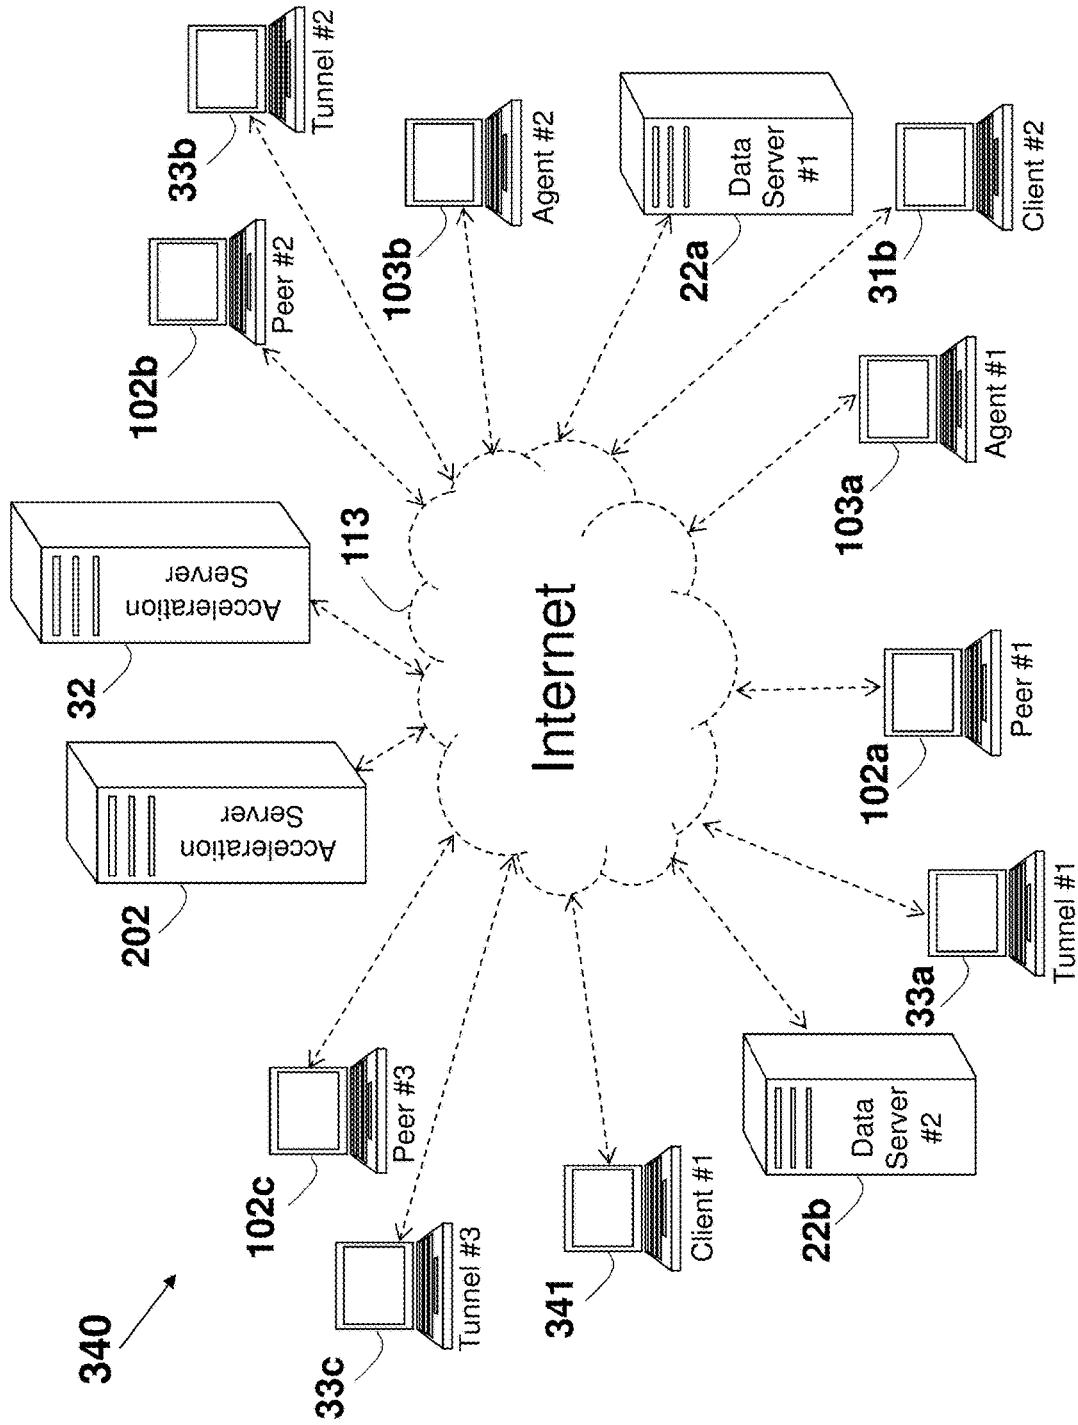 340
202
Acceleration
Server
32
Acceleration
Server
102b
Peer #2
33b
Tunnel #2
102c
Peer #3
33c
Tunnel #3
113
Internet
103b
Agent #2
341
Client #1
22a
Data
Server
#1
22b
Data
Server
#2
33a
Tunnel #1
102a
Peer #1
103a
Agent #1
31b
Client #2